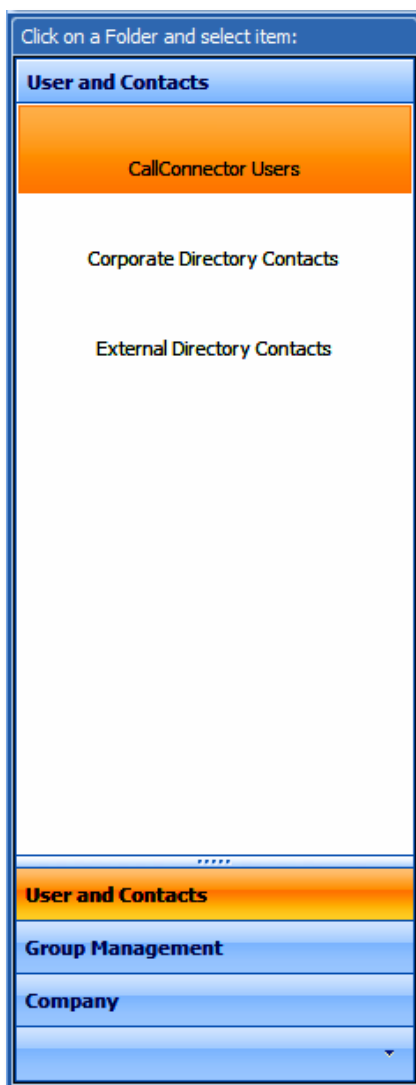 Click on a Folder and select item:
User and Contacts
CallConnector Users
Corporate Directory Contacts
External Directory Contacts
User and Contacts
Group Management
Company